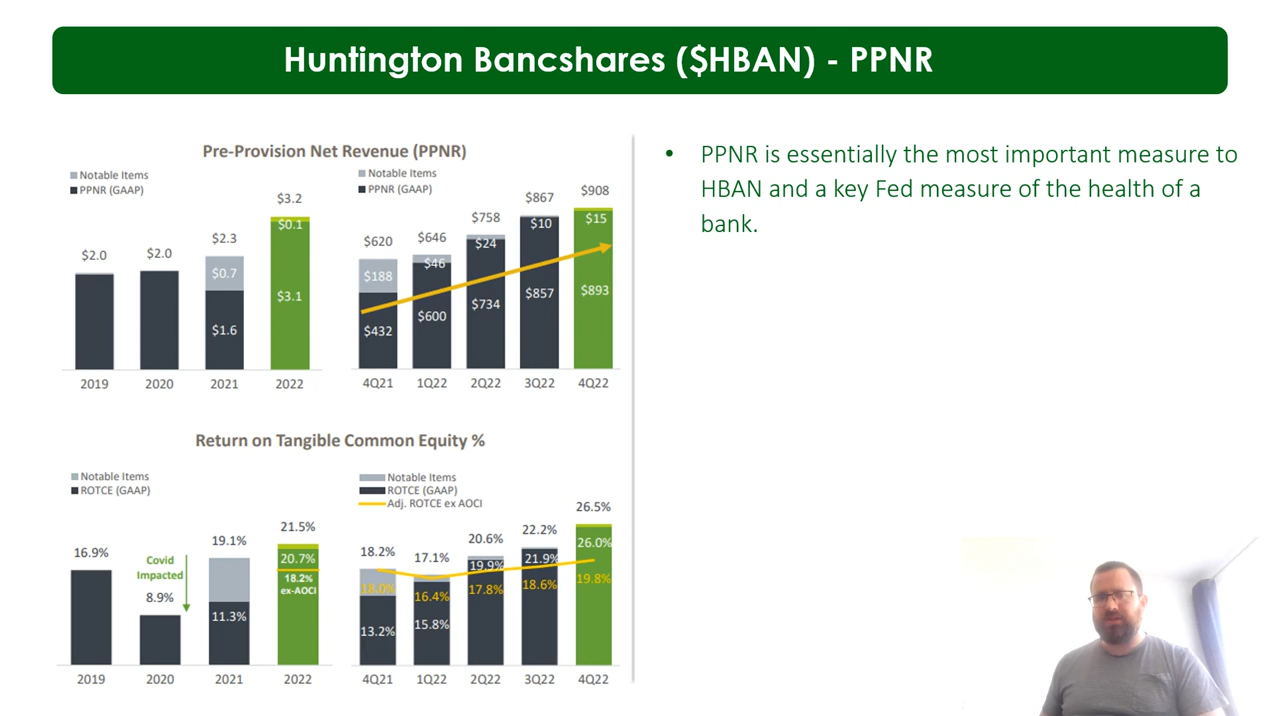 Huntington Bancshares ($HBAN) - PPNR
Pre-Provision Net Revenue (PPNR)
Notable Items
PPNR (GAAP)
$2.0
$2.0
$2.3
$0.7
$1.6
$3.2
$0.1
$3.1
2019 2020 2021 2022
Notable Items
PPNR (GAAP)
$620
$188
$432
$646
$46
$600
$758
$24
$734
$867
$10
$857
$908
$15
$893
4Q21 1Q22 2Q22 3Q22 4Q22
Return on Tangible Common Equity %
Notable Items
ROTCE (GAAP)
16.9%
Covid
Impacted
8.9%
19.1%
11.3%
21.5%
20.7%
18.2%
ex-AOCI
2019 2020 2021 2022
Notable Items
ROTCE (GAAP)
Adj. ROTCE ex AOCI
18.2%
18.0%
13.2%
17.1%
16.4%
15.8%
20.6%
19.9%
17.8%
22.2%
21.9%
18.6%
26.5%
26.0%
19.8%
4Q21 1Q22 2Q22 3Q22 4Q22
• PPNR is essentially the most important measure to
HBAN and a key Fed measure of the health of a
bank.